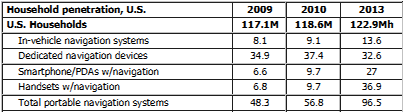 Household penetration, U.S. 2009 2010 2013
U.S. Households 117.1M 118.6M 122.9Mh
In-vehicle navigation systems 8.1 9.1 13.6
Dedicated navigation devices 34.9 37.4 32.6
Smartphone/PDAs w/navigation 6.6 9.7 27
Handsets w/navigation 6.8 9.7 36.9
Total portable navigation systems 48.3 56.8 96.5